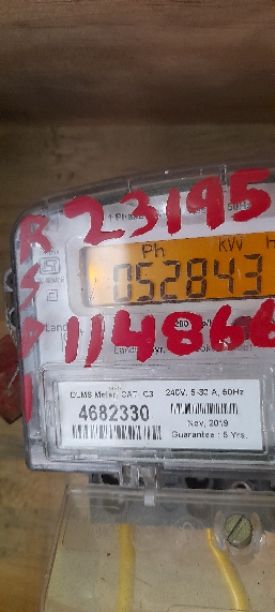 23195
1 Phase
Ph kW H
052843
RSD1
114866
DLMS Meter, CAT C3
4682330
240V, 5-30 A, 50Hz
Nov, 2019
Guarantee : 5 Yrs.